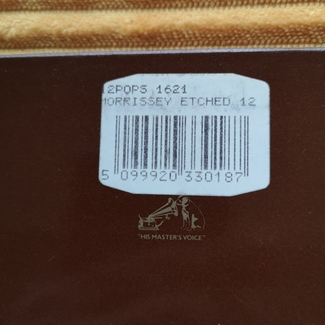 12POPS 1621
MORRISSEY ETCHED 12
5 099920 330187
"HIS MASTER'S VOICE"